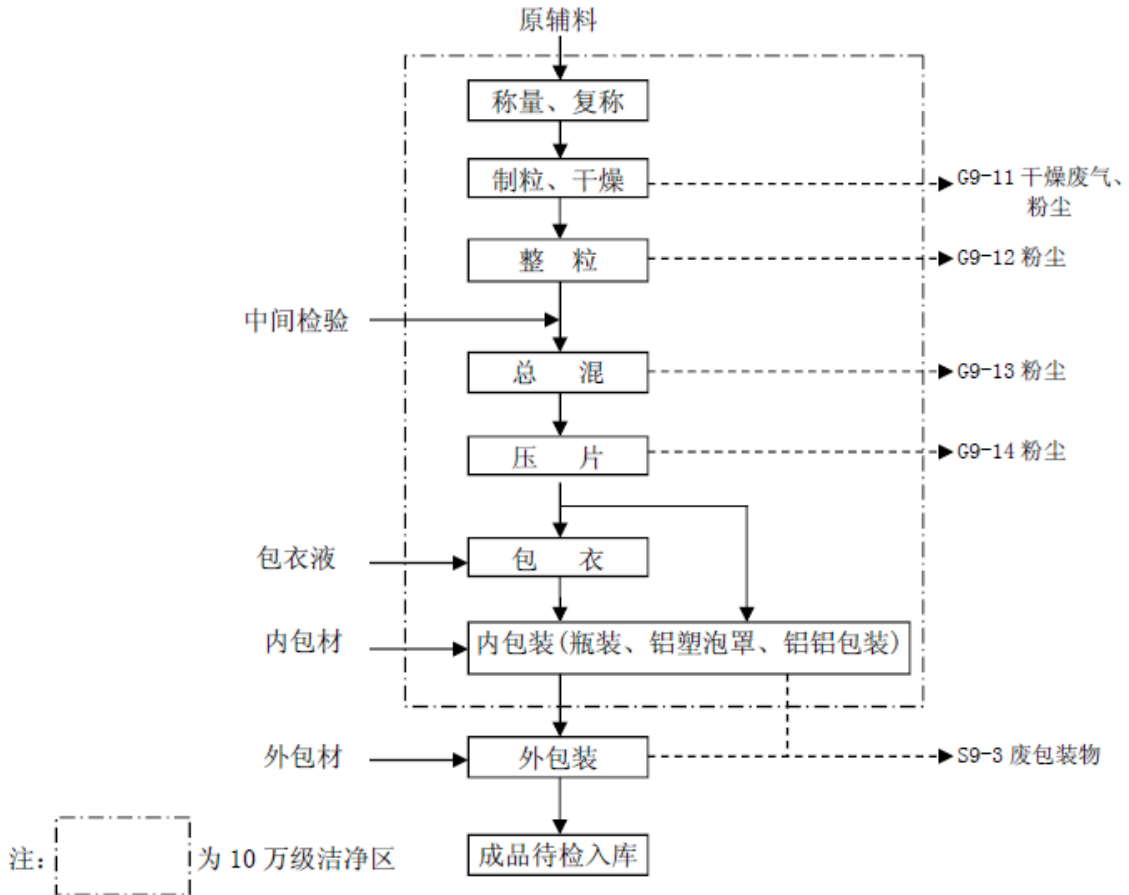 原辅料
称量、复称
制粒、干燥
G9-11 干燥废气、
粉尘
整 粒
G9-12 粉尘
中间检验
总 混
G9-13 粉尘
压 片
G9-14 粉尘
包衣液
包 衣
内包材
内包装(瓶装、铝塑泡罩、铝铝包装)
外包材
外包装
S9-3 废包装物
成品待检入库
注: 为 10 万级洁净区